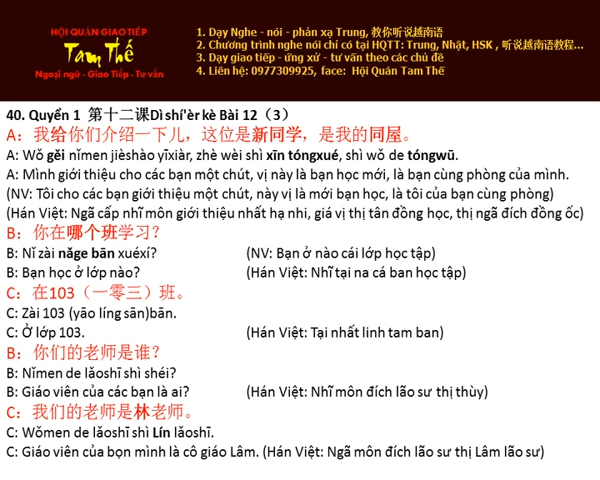 HỘI QUÁN GIAO TIẾP
Tam Thế
Ngoại ngữ - Giao Tiếp - Tư vấn
1. Dạy Nghe - nói - phản xạ Trung, 教你听说越南语
2. Chương trình nghe nói chỉ có tại HQTT: Trung, Nhật, HSK , 听说越南语教程...
3. Dạy giao tiếp - ứng xử - tư vấn theo các chủ đề
4. Liên hệ: 0977309925, face: Hội Quán Tam Thế
40. Quyển 1 第十二课Dì shí'èr kè Bài 12（3）
A：我给你们介绍一下儿，这位是新同学，是我的同屋。
A: Wǒ gěi nǐmen jièshào yīxiàr, zhè wèi shì xīn tóngxué, shì wǒ de tóngwū.
A: Mình giới thiệu cho các bạn một chút, vị này là bạn học mới, là bạn cùng phòng của mình.
(NV: Tôi cho các bạn giới thiệu một chút, này vị là mới bạn học, là tôi của bạn cùng phòng)
(Hán Việt: Ngã cấp nhĩ môn giới thiệu nhất hạ nhi, giá vị thị tân đồng học, thị ngã đích đồng ốc)
B：你在哪个班学习？
B: Nǐ zài nǎge bān xuéxí? (NV: Bạn ở nào cái lớp học tập)
B: Bạn học ở lớp nào? (Hán Việt: Nhĩ tại na cá ban học tập)
C：在103（一零三）班。
C: Zài 103 (yāo líng sān)bān.
C: Ở lớp 103. (Hán Việt: Tại nhất linh tam ban)
B：你们的老师是谁？
B: Nǐmen de lǎoshī shì shéi?
B: Giáo viên của các bạn là ai? (Hán Việt: Nhĩ môn đích lão sư thị thùy)
C：我们的老师是林老师。
C: Wǒmen de lǎoshī shì Lín lǎoshī.
C: Giáo viên của bọn mình là cô giáo Lâm. (Hán Việt: Ngã môn đích lão sư thị Lâm lão sư)